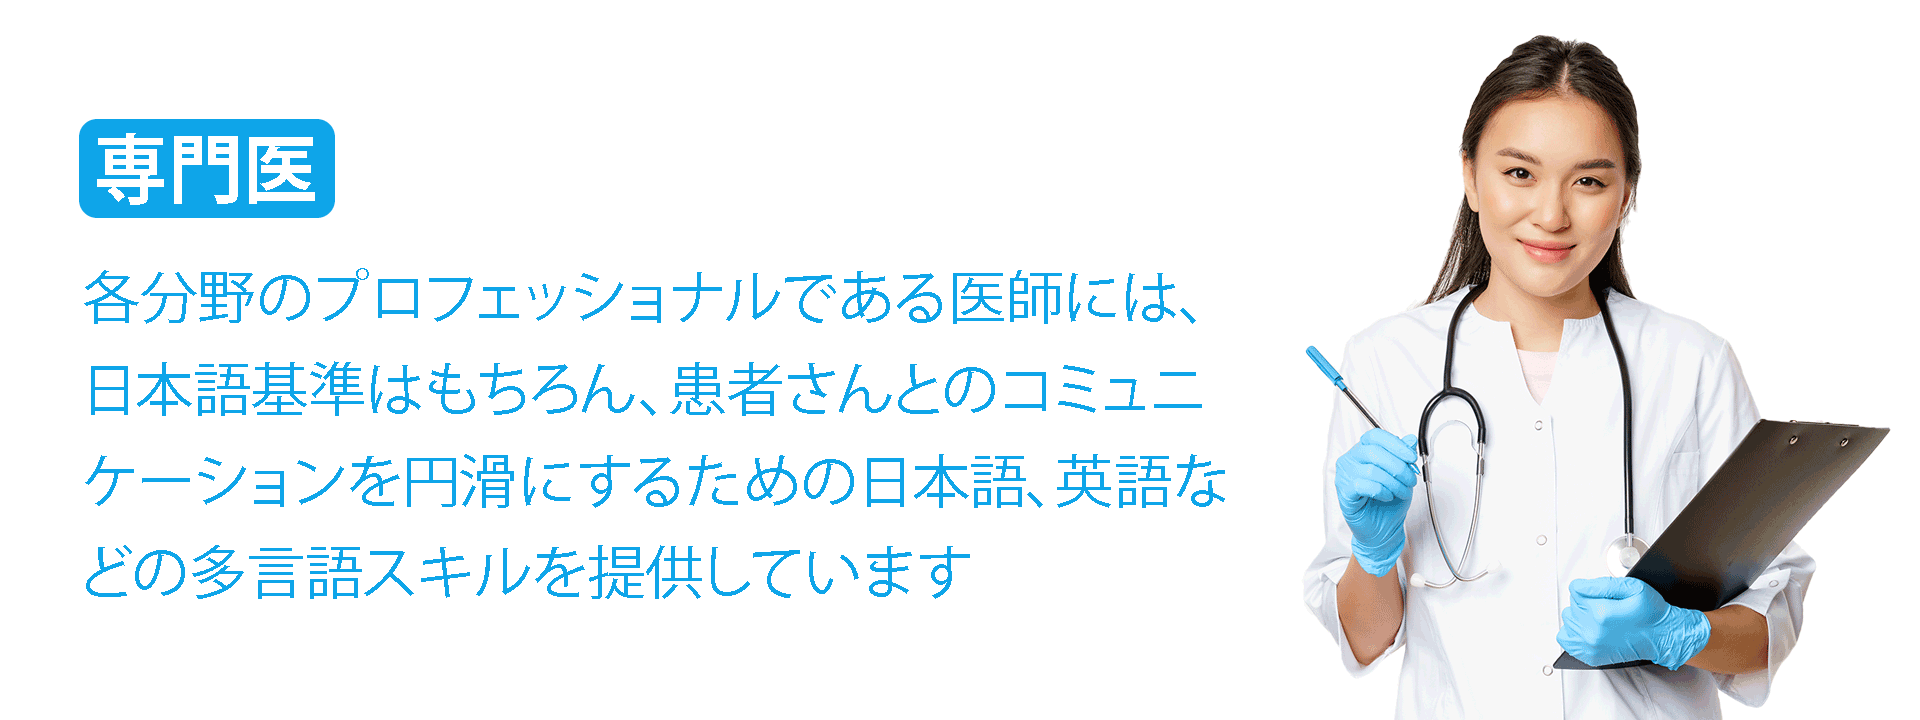 専門医
各分野のプロフェッショナルである医師には、
日本語基準はもちろん、患者さんとのコミュニ
ケーションを円滑にするための日本語、英語な
どの多言語スキルを提供しています